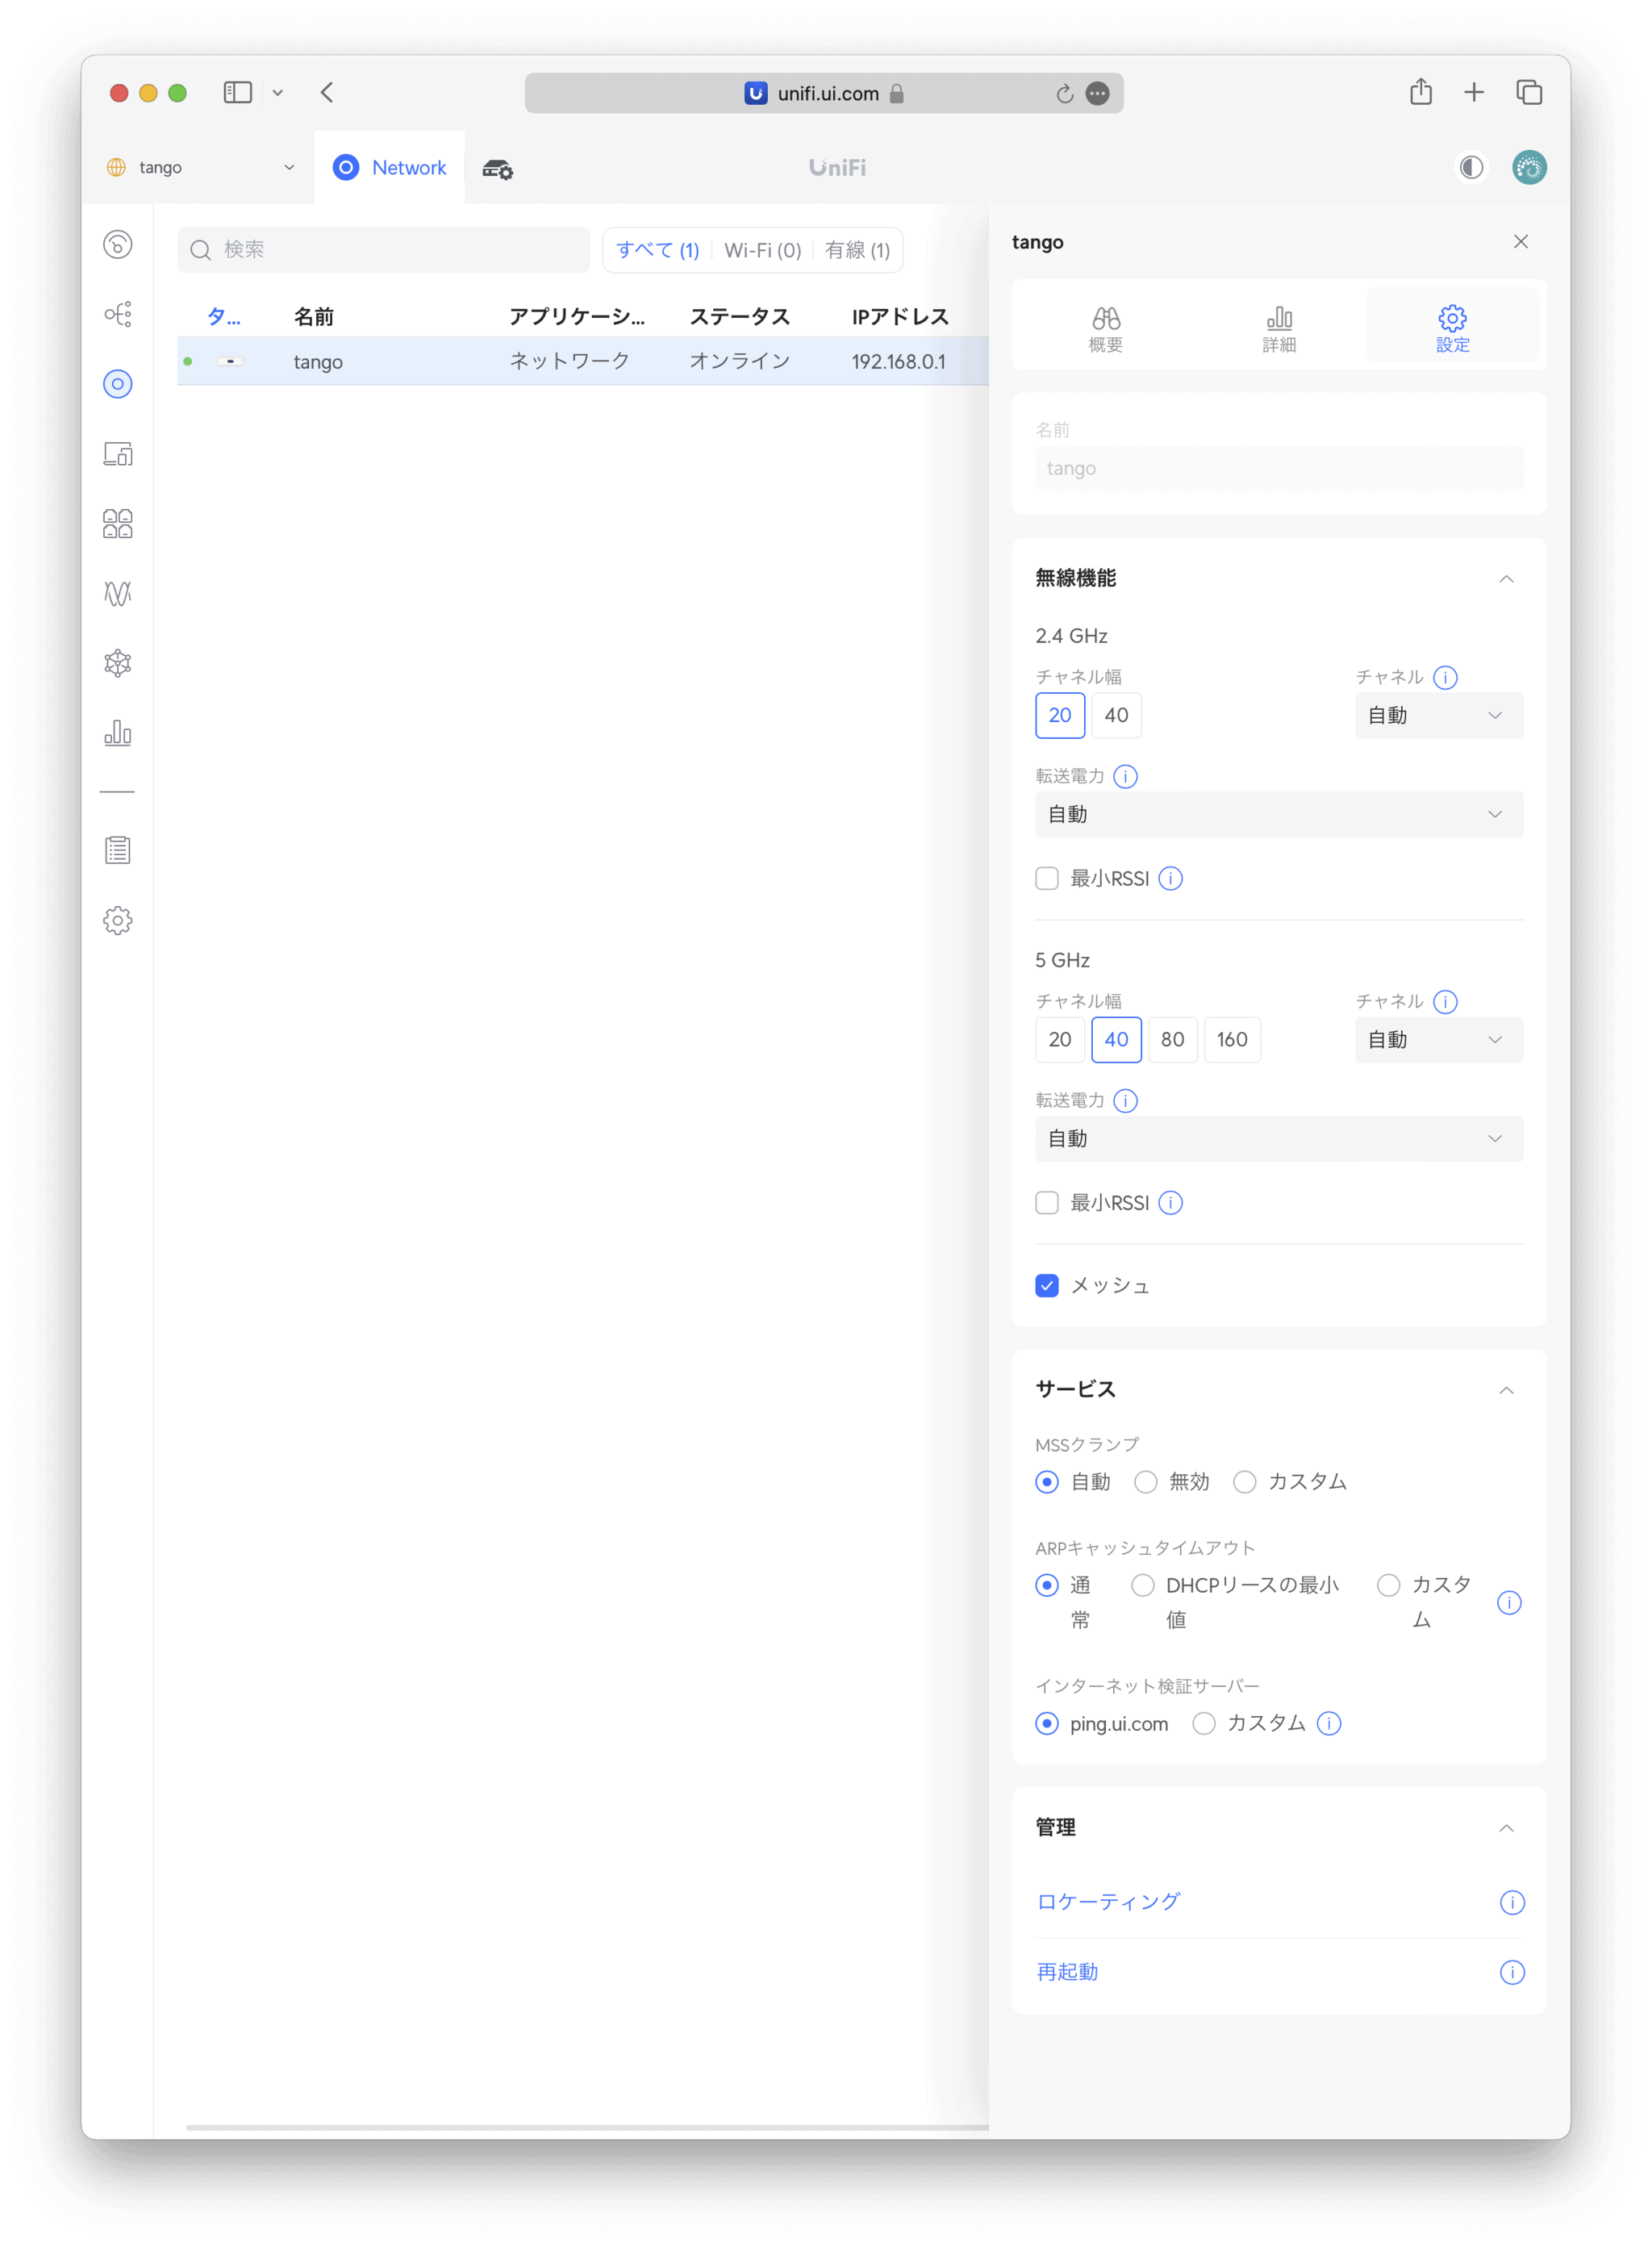 unifi.ui.com
tango
Network
UniFi
検索
すべて (1)
Wi-Fi (0)
有線 (1)
タ...
名前
アプリケーシ...
ステータス
IPアドレス
tango
ネットワーク
オンライン
192.168.0.1
tango
概要
詳細
設定
名前
tango
無線機能
2.4 GHz
チャネル幅
チャネル
20
40
自動
転送電力
自動
最小RSSI
5 GHz
チャネル幅
チャネル
20
40
80
160
自動
転送電力
自動
最小RSSI
メッシュ
サービス
MSSクランプ
自動
無効
カスタム
ARPキャッシュタイムアウト
通
常
DHCPリースの最小
値
カスタ
ム
インターネット検証サーバー
ping.ui.com
カスタム
管理
ロケーティング
再起動